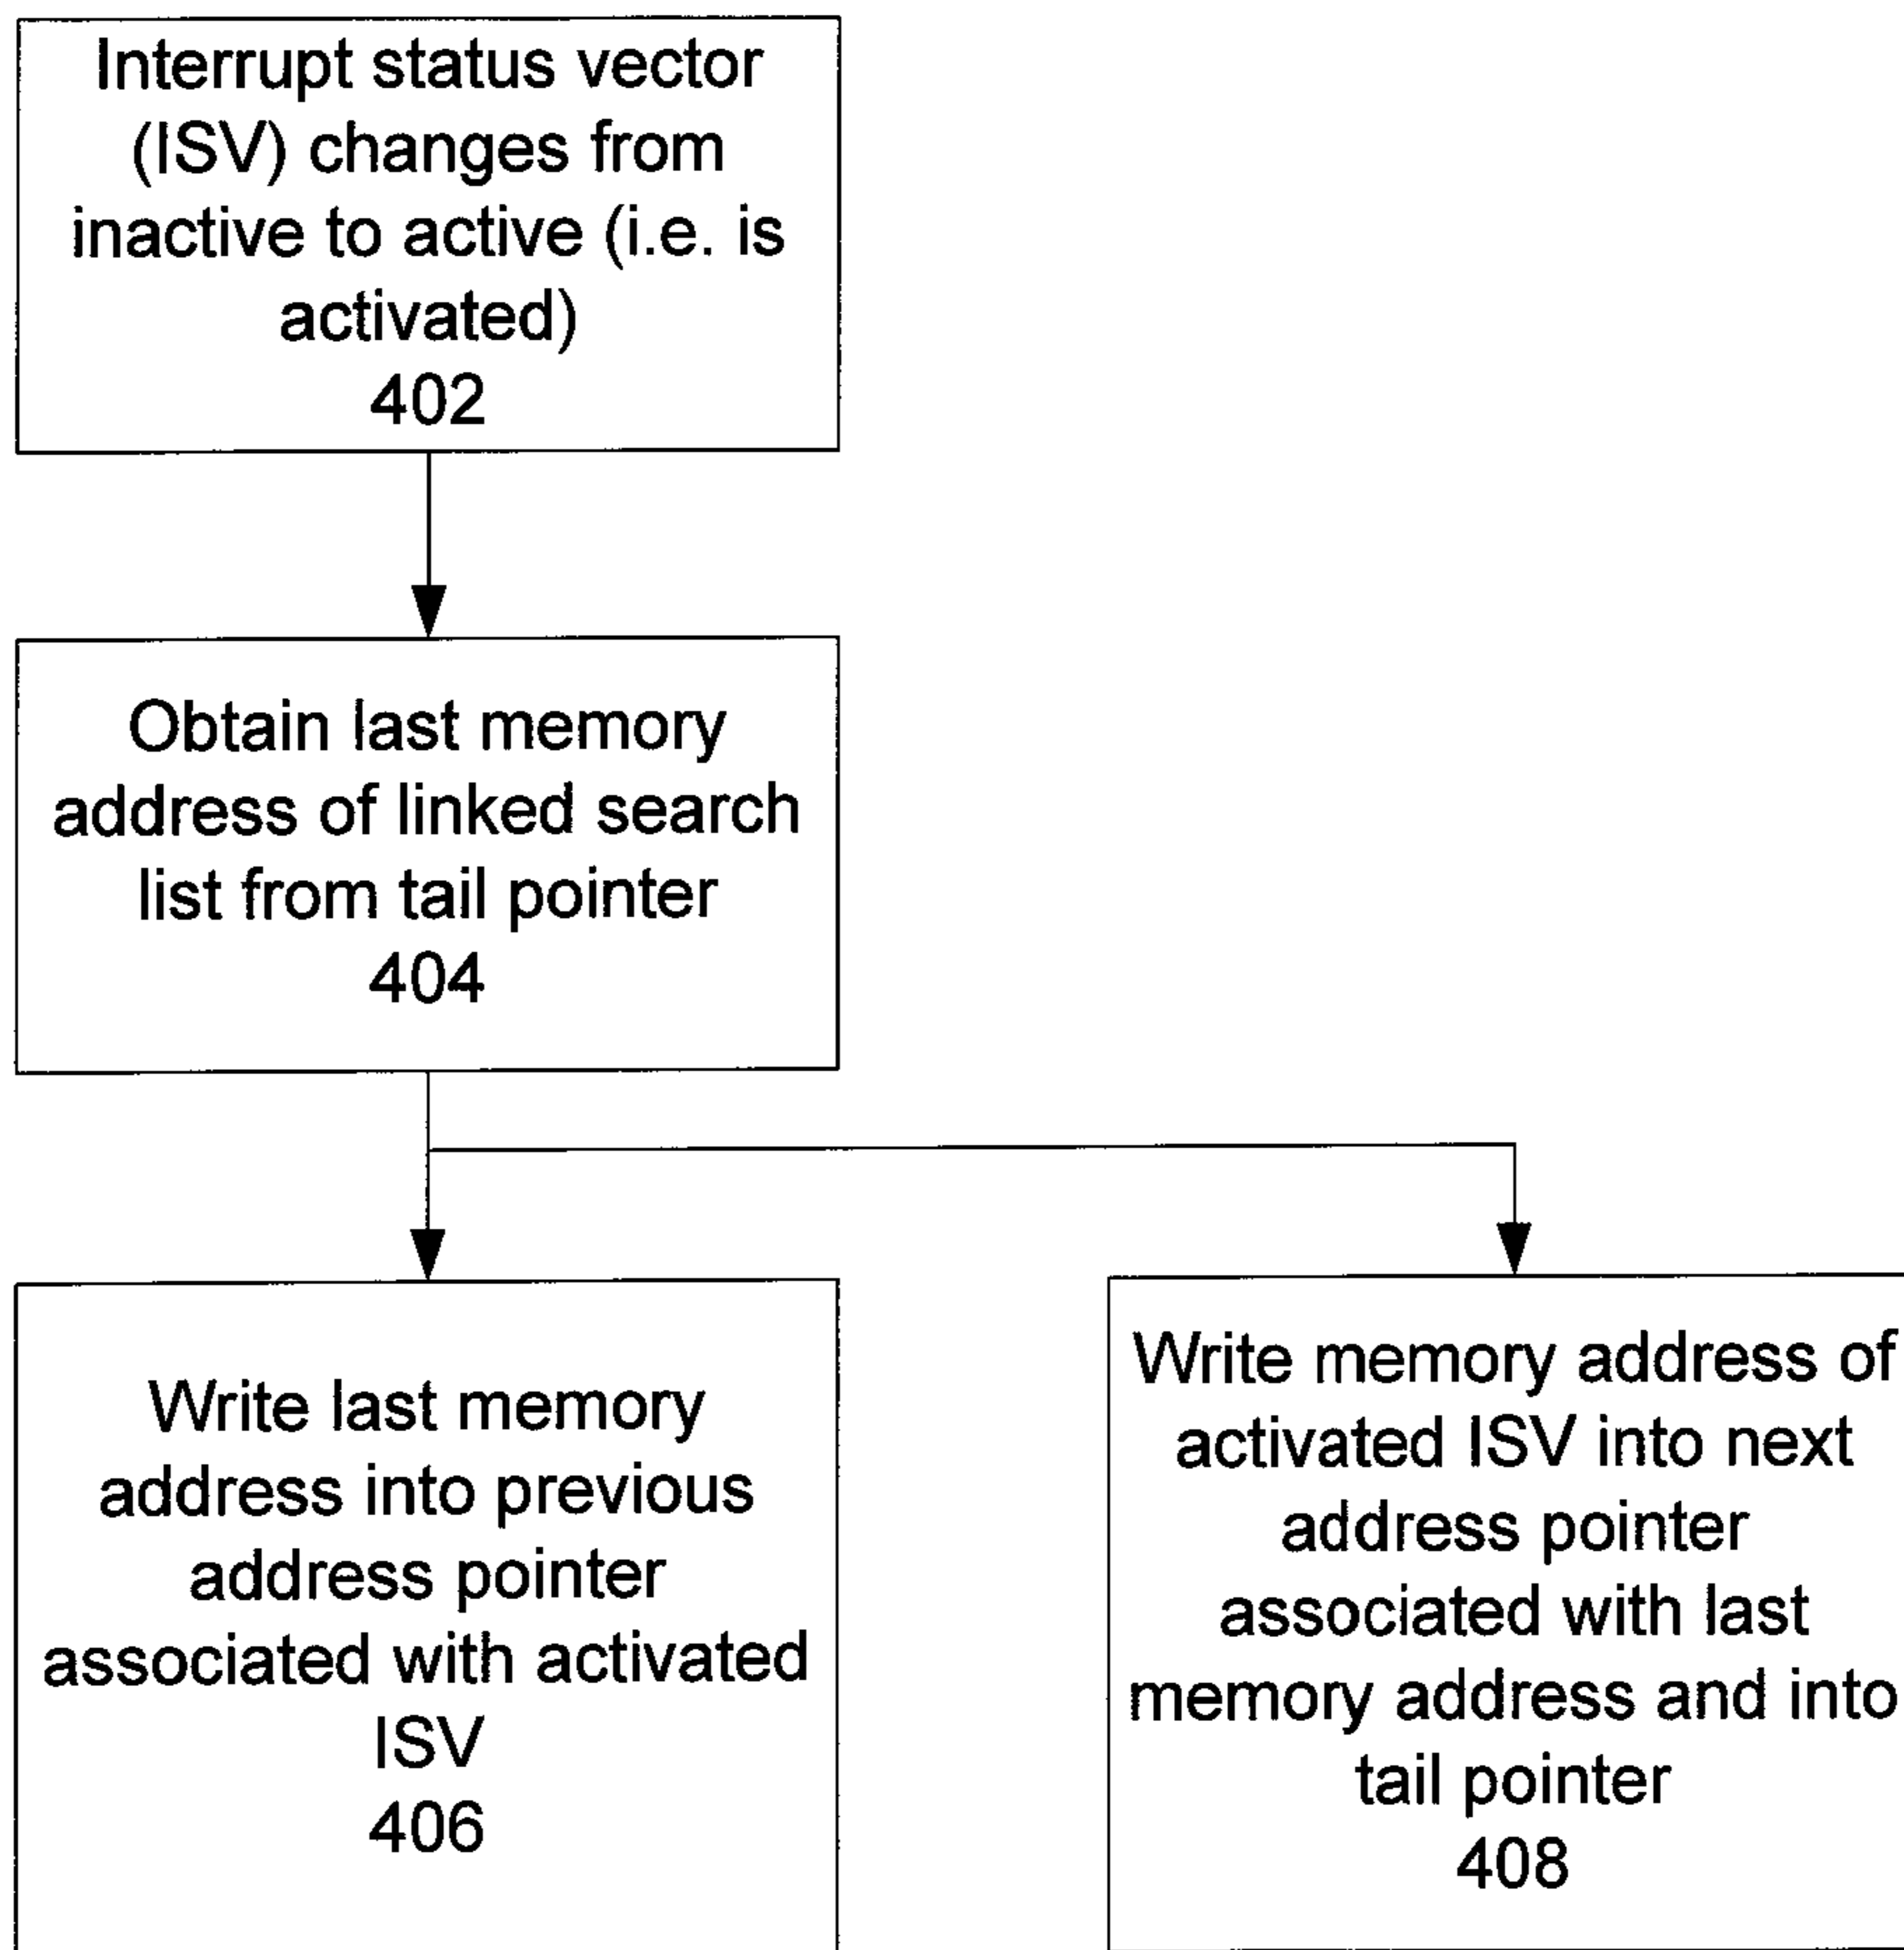 Interrupt status vector
(ISV) changes from
inactive to active (i.e. is
activated)
402
Obtain last memory
address of linked search
list from tail pointer
404
Write last memory
address into previous
address pointer
associated with activated
ISV
406
Write memory address of
activated ISV into next
address pointer
associated with last
memory address and into
tail pointer
408